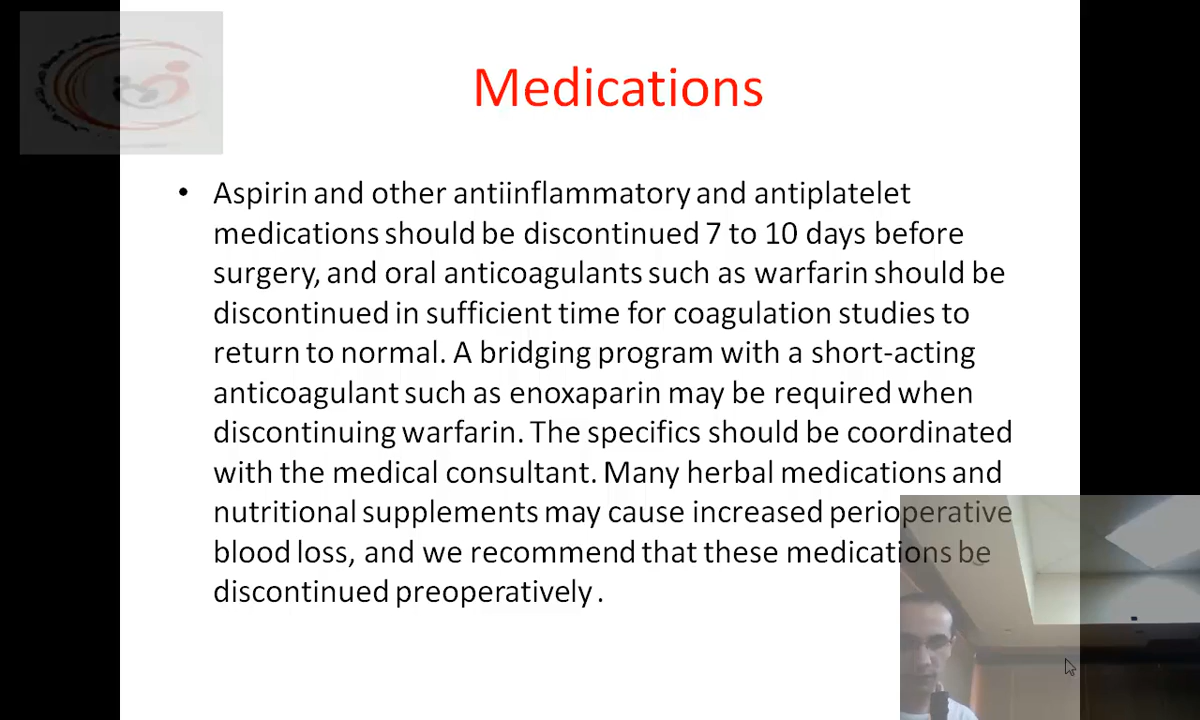 Medications
• Aspirin and other antiinflammatory and antiplatelet
medications should be discontinued 7 to 10 days before
surgery, and oral anticoagulants such as warfarin should be
discontinued in sufficient time for coagulation studies to
return to normal. A bridging program with a short-acting
anticoagulant such as enoxaparin may be required when
discontinuing warfarin. The specifics should be coordinated
with the medical consultant. Many herbal medications and
nutritional supplements may cause increased perioperative
blood loss, and we recommend that these medications be
discontinued preoperatively .